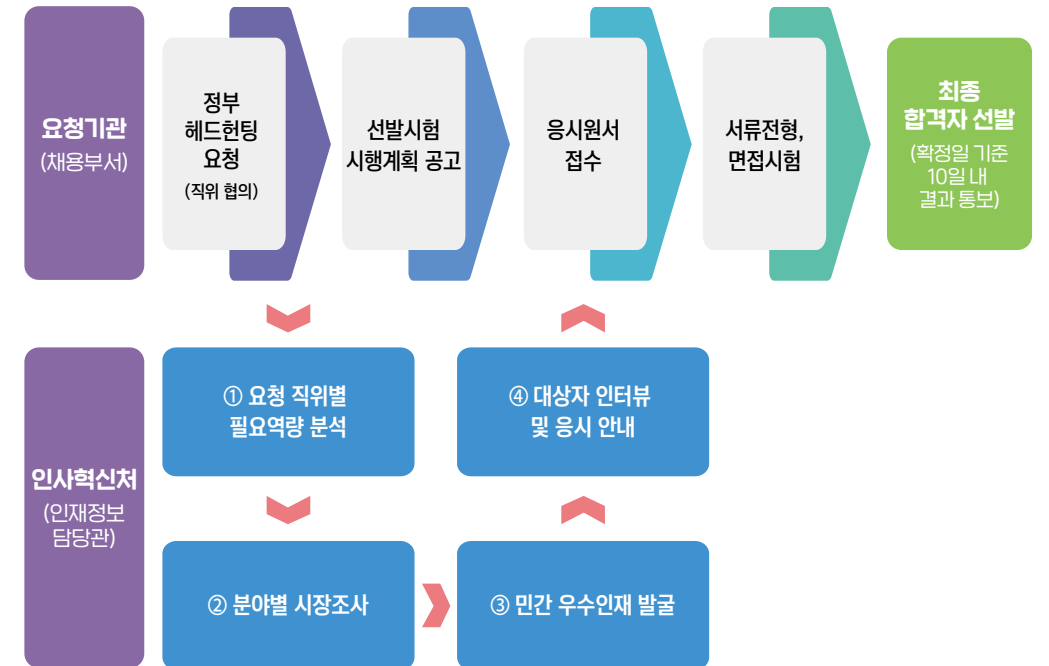 요청기관
(채용부서)
정부
헤드헌팅
요청
(직위 협의)
선발시험
시행계획 공고
응시원서
접수
서류전형,
면접시험
최종
합격자 선발
(확정일 기준
10일 내
결과 통보)
인사혁신처
(인재정보
담당관)
① 요청 직위별
필요역량 분석
② 분야별 시장조사
③ 민간 우수인재 발굴
④ 대상자 인터뷰
및 응시 안내